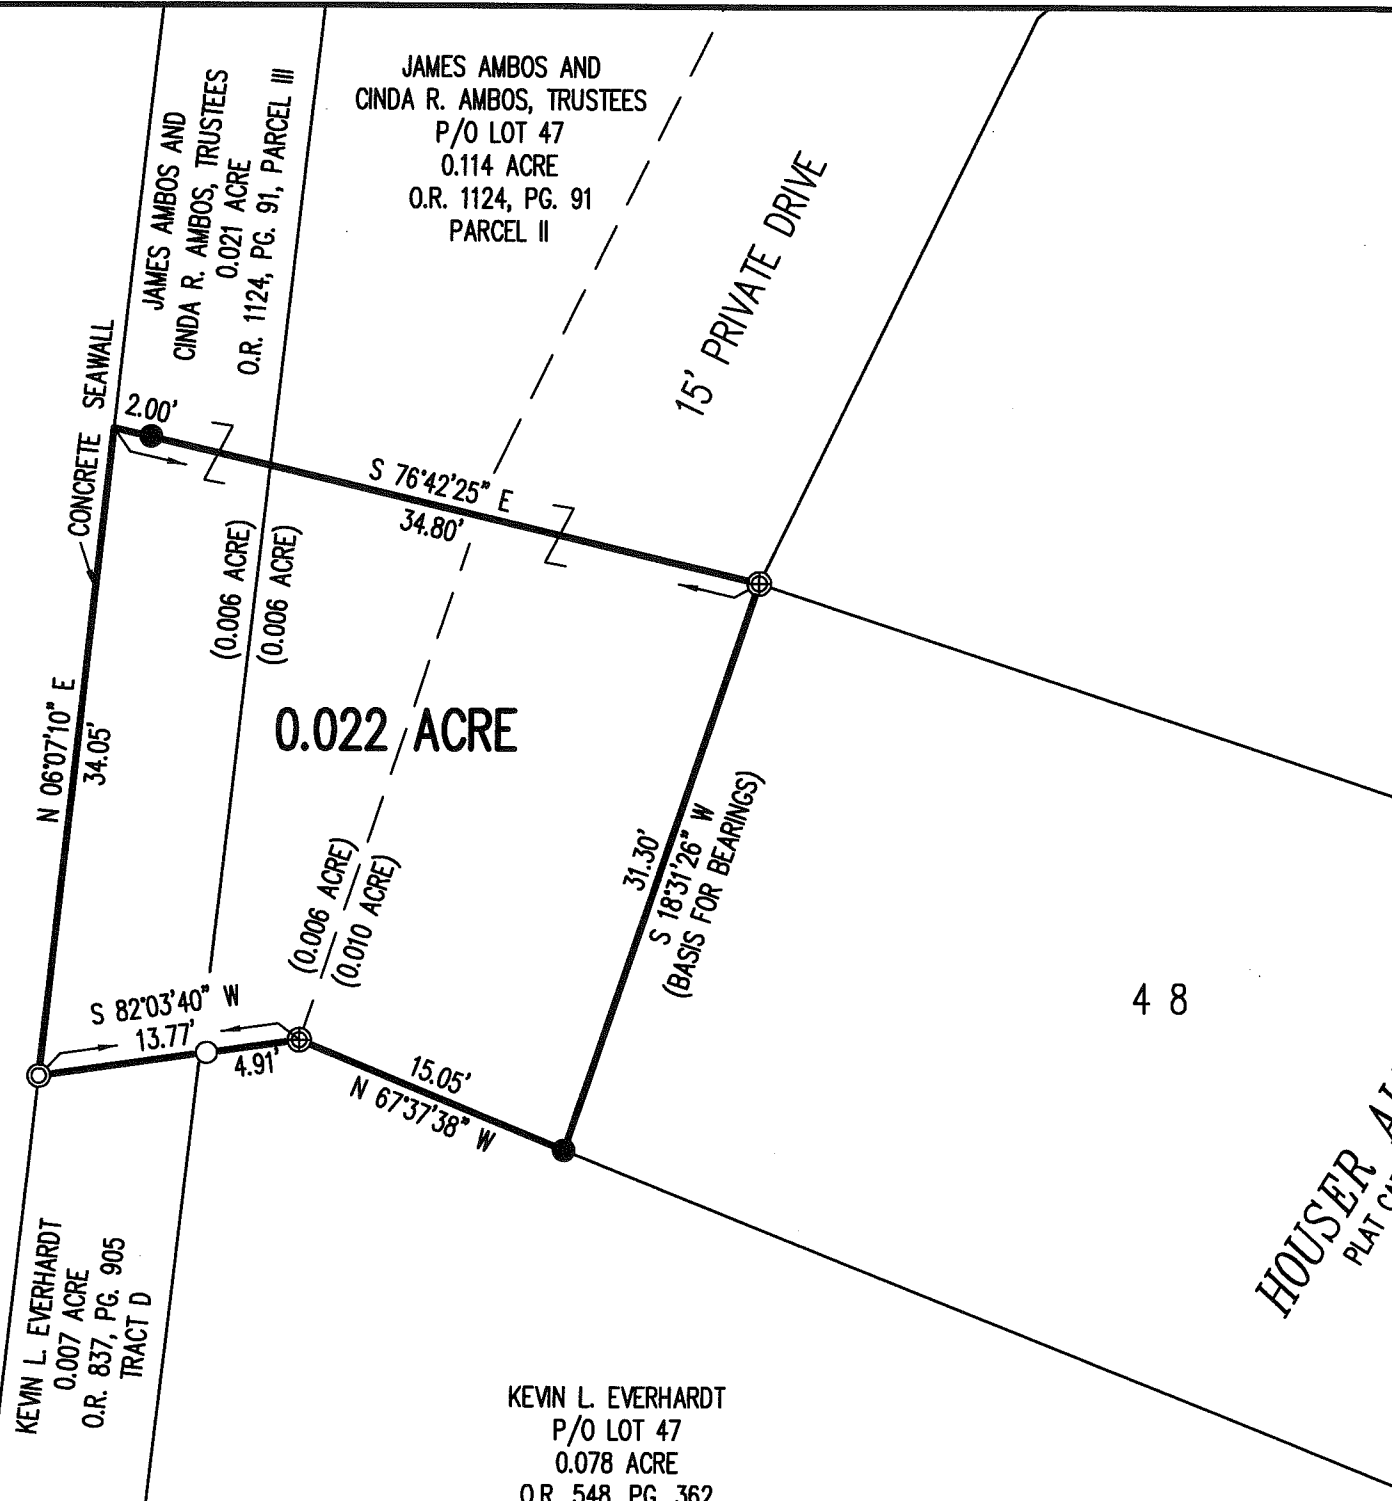 JAMES AMBOS AND
CINDA R. AMBOS, TRUSTEES
0.021 ACRE
O.R. 1124, PG. 91, PARCEL III
JAMES AMBOS AND
CINDA R. AMBOS, TRUSTEES
P/O LOT 47
0.114 ACRE
O.R. 1124, PG. 91
PARCEL II
15' PRIVATE DRIVE
CONCRETE SEAWALL
2.00'
S 76°42'25" E
34.80'
(0.006 ACRE)
(0.006 ACRE)
N 06°07'10" E
34.05'
0.022 ACRE
(0.006 ACRE)
(0.010 ACRE)
31.30'
S 18°31'26" W
(BASIS FOR BEARINGS)
48
S 82°03'40" W
13.77'
4.91'
15.05'
N 67°37'38" W
HOUSER
PLAT
KEVIN L. EVERHARDT
0.007 ACRE
O.R. 837, PG. 905
TRACT D
KEVIN L. EVERHARDT
P/O LOT 47
0.078 ACRE
O.R. 548, PG. 362